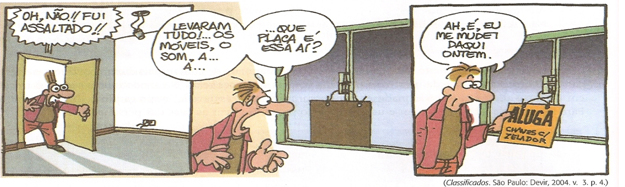 OH, NÃO!! FUI
ASSALTADO!!
LEVARAM
TUDO!...OS
MÓVEIS, O
SOM, A...
A...
...QUE
PLACA É
ESSA AÍ?
AH, É, EU
ME MUDEI
DAQUI
ONTEM.
ALUGA
CHAVES C/
ZELADOR
(Classificados. São Paulo: Devir, 2004. v. 3. p. 4.)